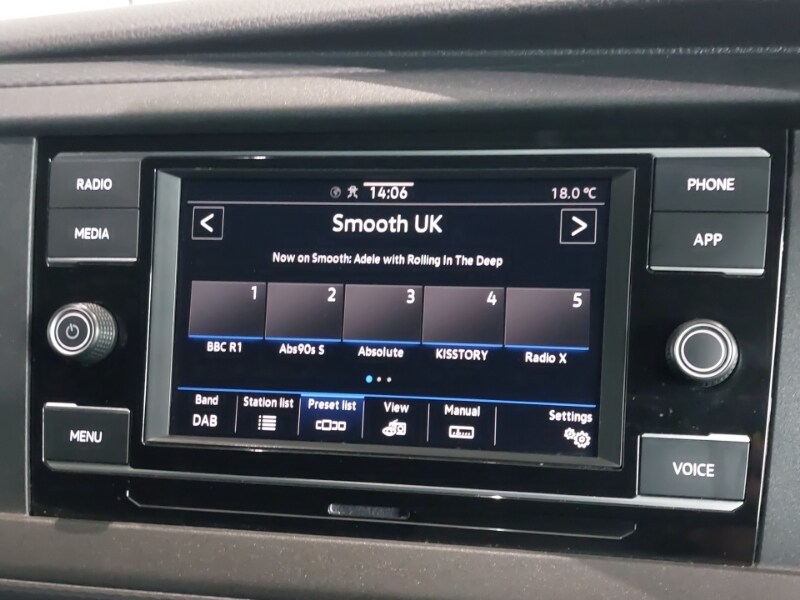 RADIO
MEDIA
MENU
14:06
18.0 °C
<
Smooth UK
>
Now on Smooth: Adele with Rolling In The Deep
1
2
3
4
5
BBC R1
Abs90s S
Absolute
KISSTORY
Radio X
Band
DAB
Station list
Preset list
View
Manual
Settings
PHONE
APP
VOICE